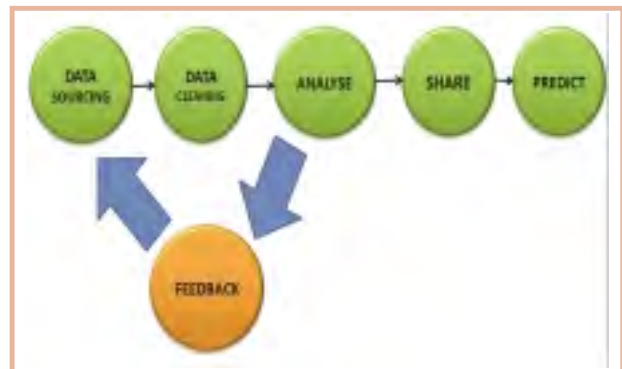 DATA
SOURCING
DATA
CLEANING
ANALYSE
SHARE
PREDICT
FEEDBACK